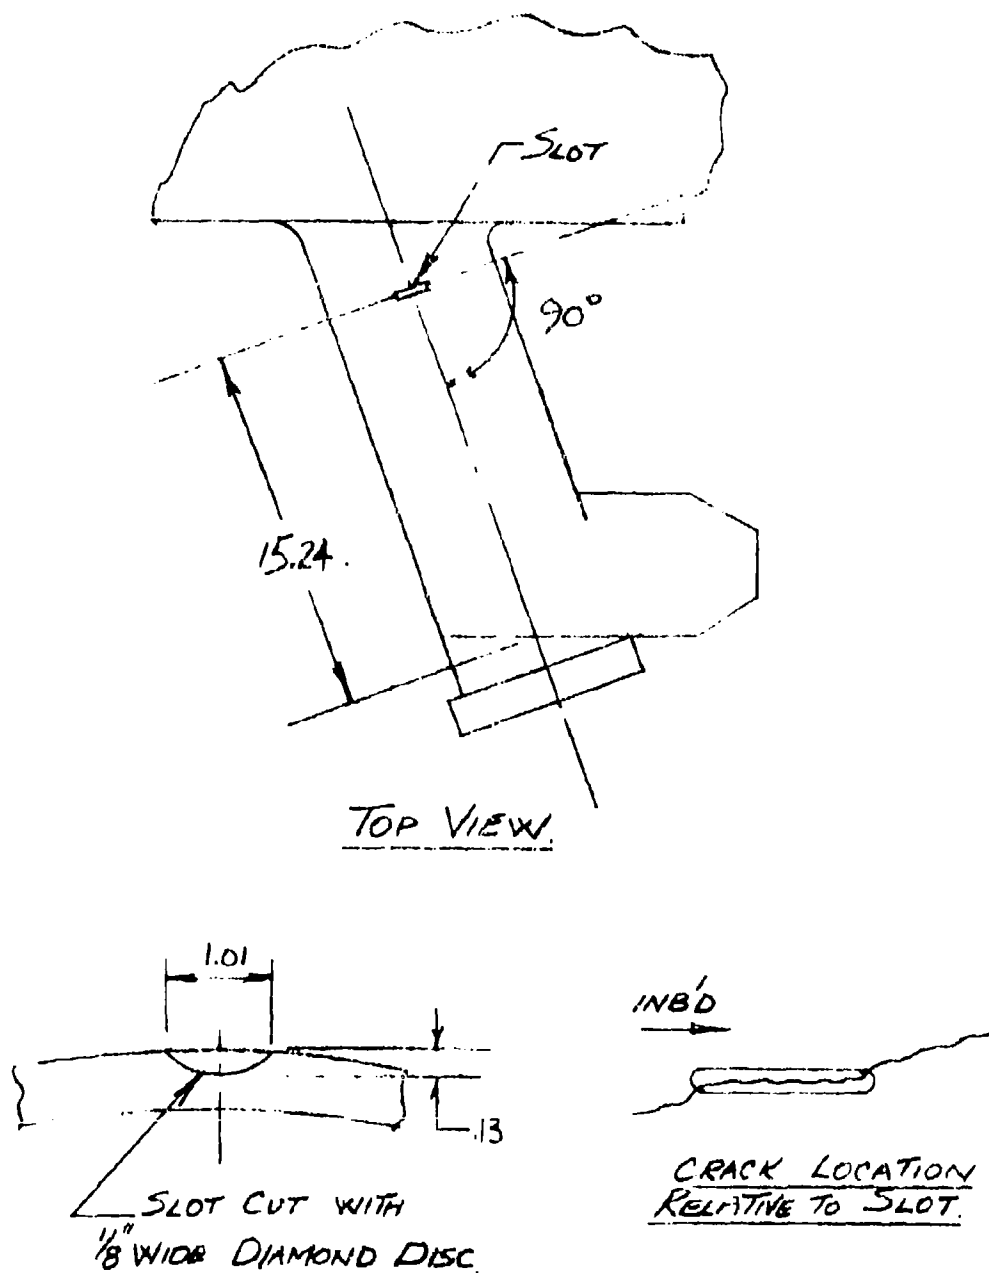 SLOT
90°
15.24.
TOP VIEW.
1.01
.13
SLOT CUT WITH
1/8" WIDE DIAMOND DISC.
INB'D
CRACK LOCATION
RELATIVE TO SLOT.